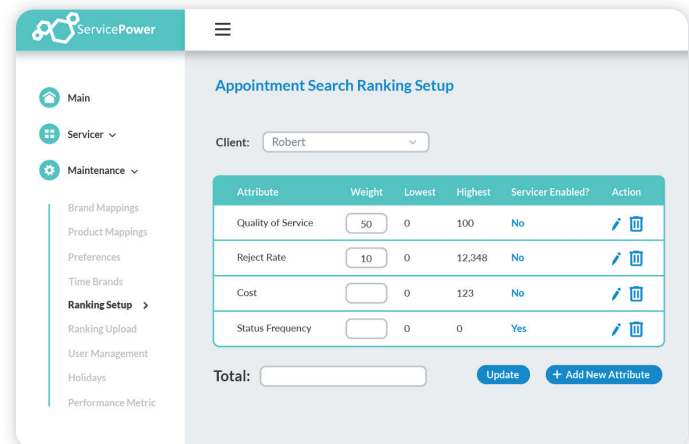 ServicePower
Main
Servicer
Maintenance
Brand Mappings
Product Mappings
Preferences
Time Brands
Ranking Setup
Ranking Upload
User Management
Holidays
Performance Metric
Appointment Search Ranking Setup
Client: Robert
Attribute Weight Lowest Highest Servicer Enabled? Action
Quality of Service 50 0 100 No
Reject Rate 10 0 12,348 No
Cost 0 123 No
Status Frequency 0 0 Yes
Total: Update + Add New Attribute